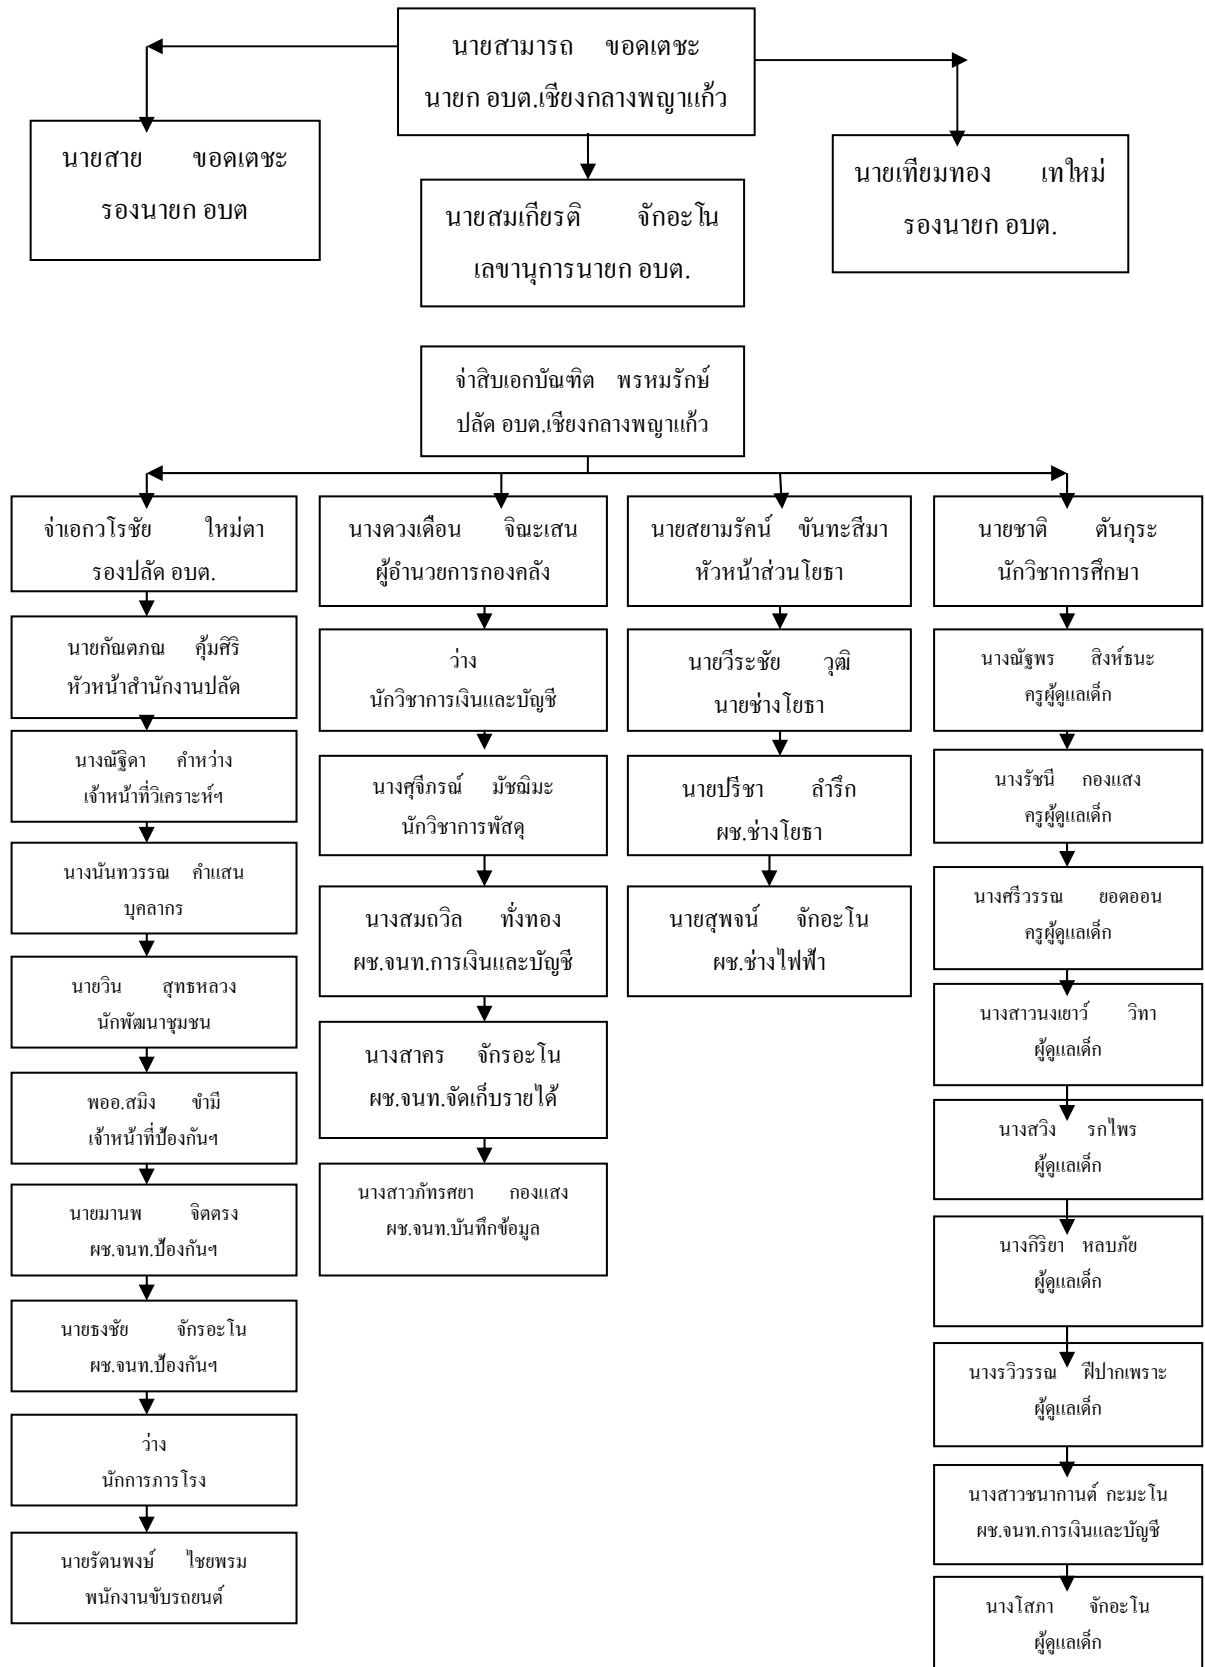 นายสามารถ ขอดเตชะ
นายก อบต.เชียงกลางพญาแก้ว
นายสาย ขอดเตชะ
รองนายก อบต
นายเทียมทอง เทใหม่
รองนายก อบต.
นายสมเกียรติ จักอะโน
เลขานุการนายก อบต.
จ่าสิบเอกบัณฑิต พรหมรักษ์
ปลัด อบต.เชียงกลางพญาแก้ว
จ่าเอกวโรชัย ใหม่ตา
รองปลัด อบต.
นายกัณตภณ คุ้มศิริ
หัวหน้าสำนักงานปลัด
นางณัฐิดา คำหว่าง
เจ้าหน้าที่วิเคราะห์ฯ
นางนันทวรรณ คำแสน
บุคลากร
นายวิน สุทธหลวง
นักพัฒนาชุมชน
พออ.สมิง ขำมี
เจ้าหน้าที่ป้องกันฯ
นายมานพ จิตตรง
ผช.จนท.ป้องกันฯ
นายธงชัย จักรอะโน
ผช.จนท.ป้องกันฯ
ว่าง
นักการภารโรง
นายรัตนพงษ์ ไชยพรม
พนักงานขับรถยนต์
นางดวงเดือน จิณะเสน
ผู้อำนวยการกองคลัง
ว่าง
นักวิชาการเงินและบัญชี
นางศุจีภรณ์ มัชฌิมะ
นักวิชาการพัสดุ
นางสมถวิล ทั่งทอง
ผช.จนท.การเงินและบัญชี
นางสาคร จักรอะโน
ผช.จนท.จัดเก็บรายได้
นางสาวภัทรศยา กองแสง
ผช.จนท.บันทึกข้อมูล
นายสยามรัคน์ ขันทะสีมา
หัวหน้าส่วนโยธา
นายวีระชัย วุฒิ
นายช่างโยธา
นายปรีชา ลำรึก
ผช.ช่างโยธา
นายสุพจน์ จักอะโน
ผช.ช่างไฟฟ้า
นายชาติ ตันกุระ
นักวิชาการศึกษา
นางณัฐพร สิงห์ธนะ
ครูผู้ดูแลเด็ก
นางรัชนี กองแสง
ครูผู้ดูแลเด็ก
นางศรีวรรณ ยอดออน
ครูผู้ดูแลเด็ก
นางสาวนงเยาว์ วิทา
ผู้ดูแลเด็ก
นางสวิง รกไพร
ผู้ดูแลเด็ก
นางกิริยา หลบภัย
ผู้ดูแลเด็ก
นางรวิวรรณ ฝีปากเพราะ
ผู้ดูแลเด็ก
นางสาวชนากานต์ กะมะโน
ผช.จนท.การเงินและบัญชี
นางโสภา จักอะโน
ผู้ดูแลเด็ก